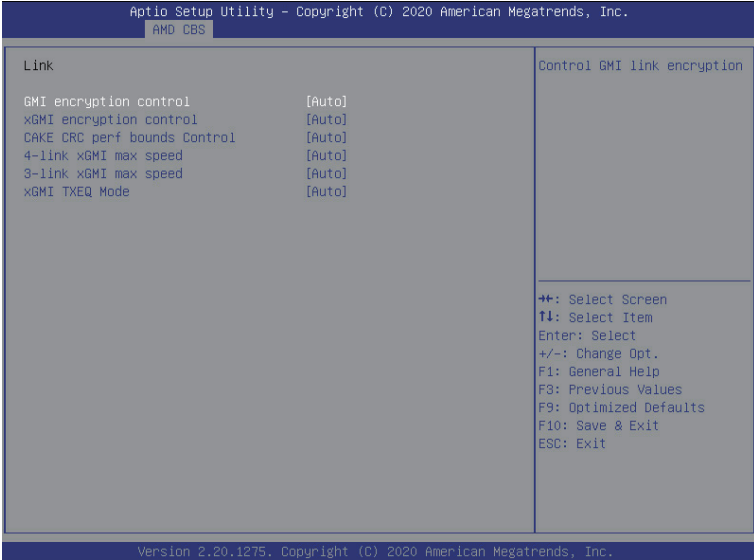 Aptio Setup Utility – Copyright (C) 2020 American Megatrends, Inc.
AMD CBS
Link
GMI encryption control [Auto]
xGMI encryption control [Auto]
CAKE CRC perf bounds Control [Auto]
4-link xGMI max speed [Auto]
3-link xGMI max speed [Auto]
xGMI TXEQ Mode [Auto]
Control GMI link encryption
→←: Select Screen
↑↓: Select Item
Enter: Select
+/-: Change Opt.
F1: General Help
F3: Previous Values
F9: Optimized Defaults
F10: Save & Exit
ESC: Exit
Version 2.20.1275. Copyright (C) 2020 American Megatrends, Inc.